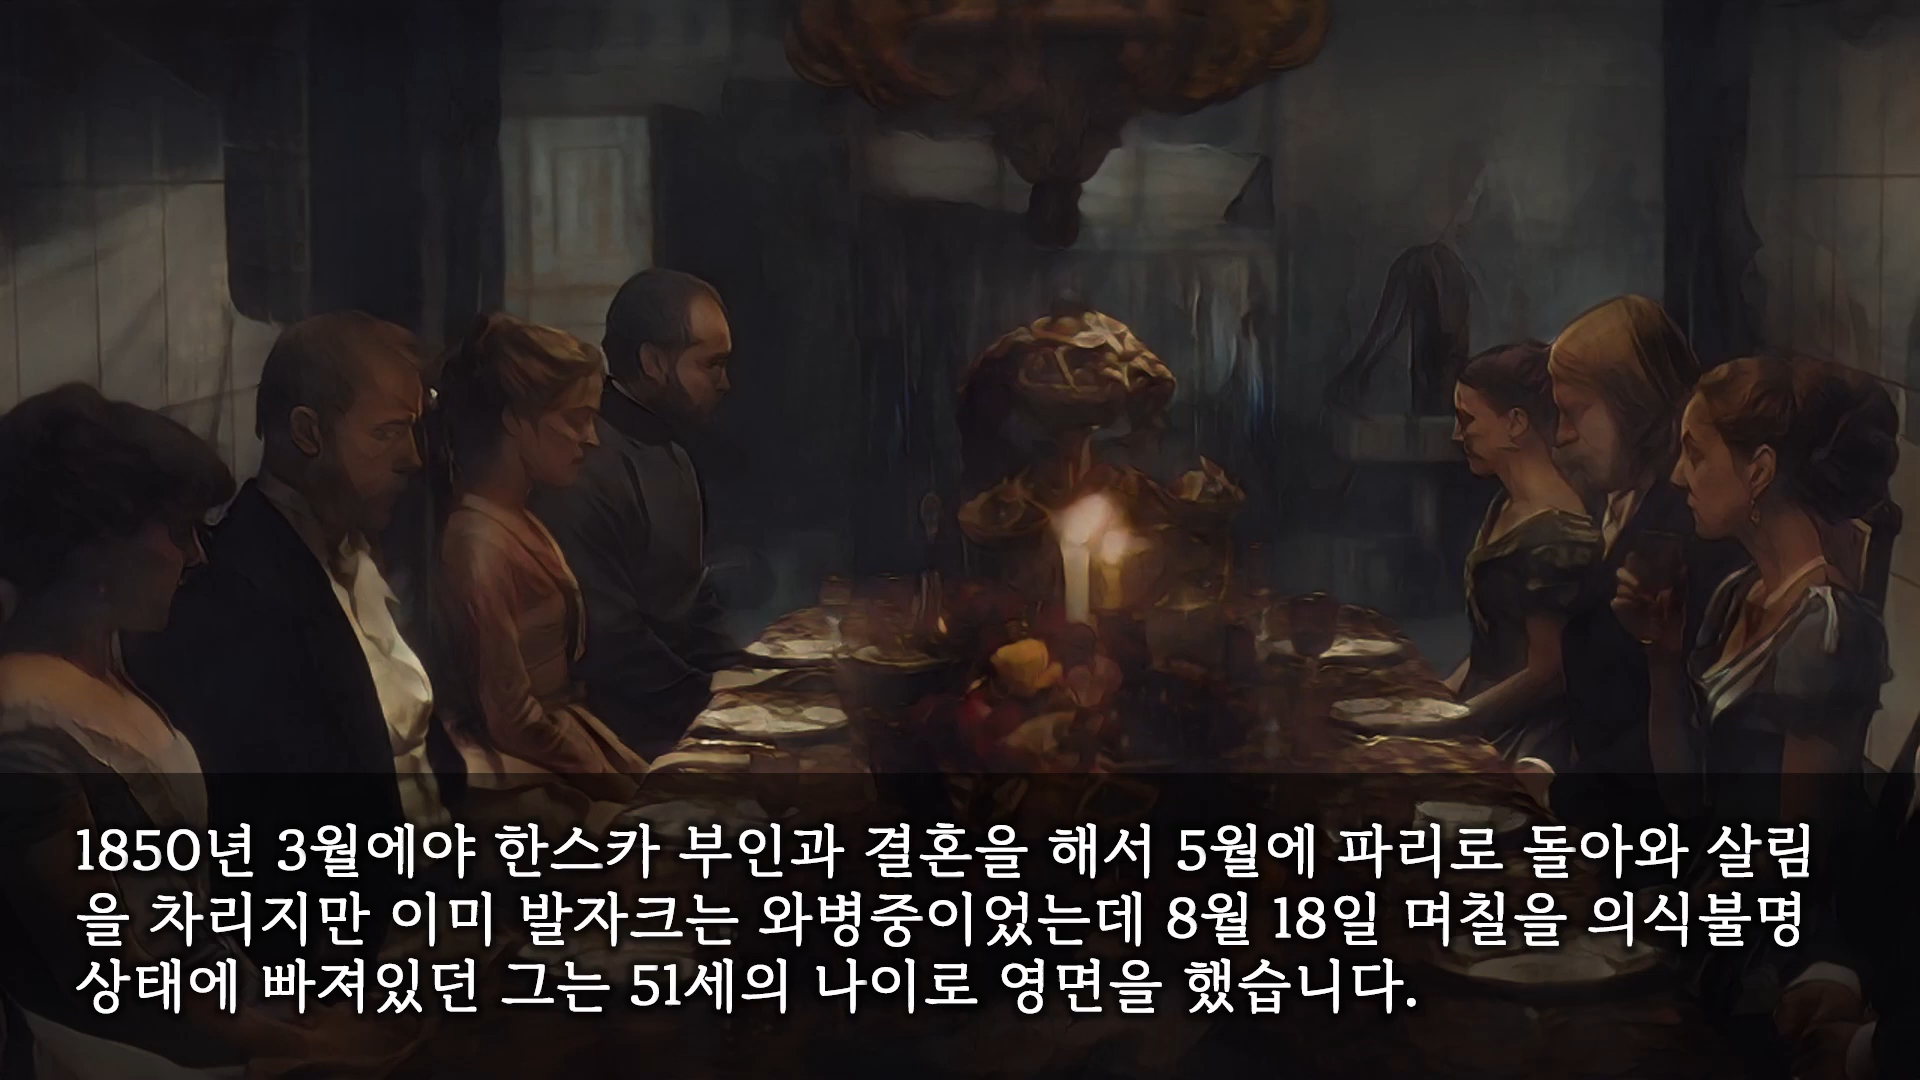 1850년 3월에야 한스카 부인과 결혼을 해서 5월에 파리로 돌아와 살림
을 차리지만 이미 발자크는 와병중이었는데 8월 18일 며칠을 의식불명
상태에 빠져있던 그는 51세의 나이로 영면을 했습니다.